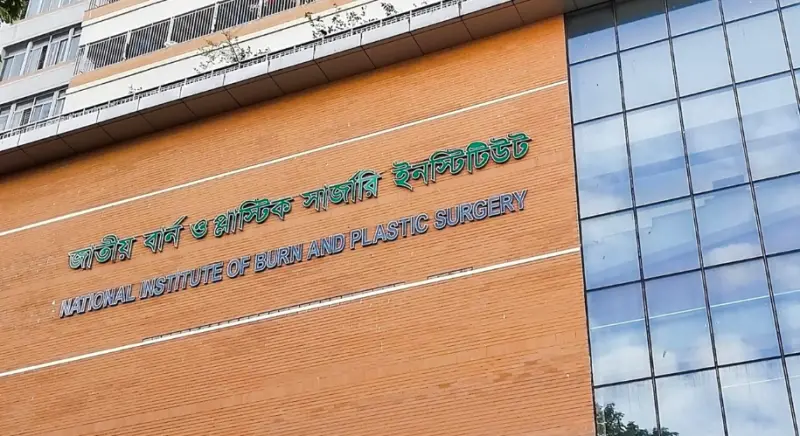 জাতীয় বার্ন ও প্লাস্টিক সার্জারি ইনস্টিটিউট
NATIONAL INSTITUTE OF BURN AND PLASTIC SURGERY